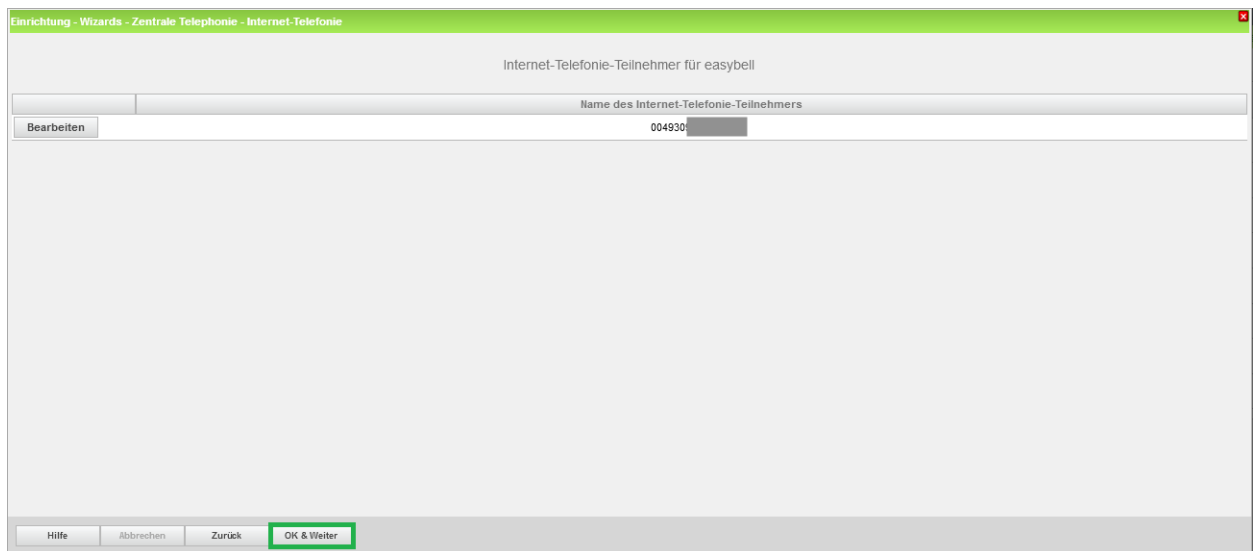 Einrichtung - Wizards - Zentrale Telephonie - Internet-Telefonie
Internet-Telefonie-Teilnehmer für easybell
Name des Internet-Telefonie-Teilnehmers
Bearbeiten 004930
Hilfe Abbrechen Zurück OK & Weiter